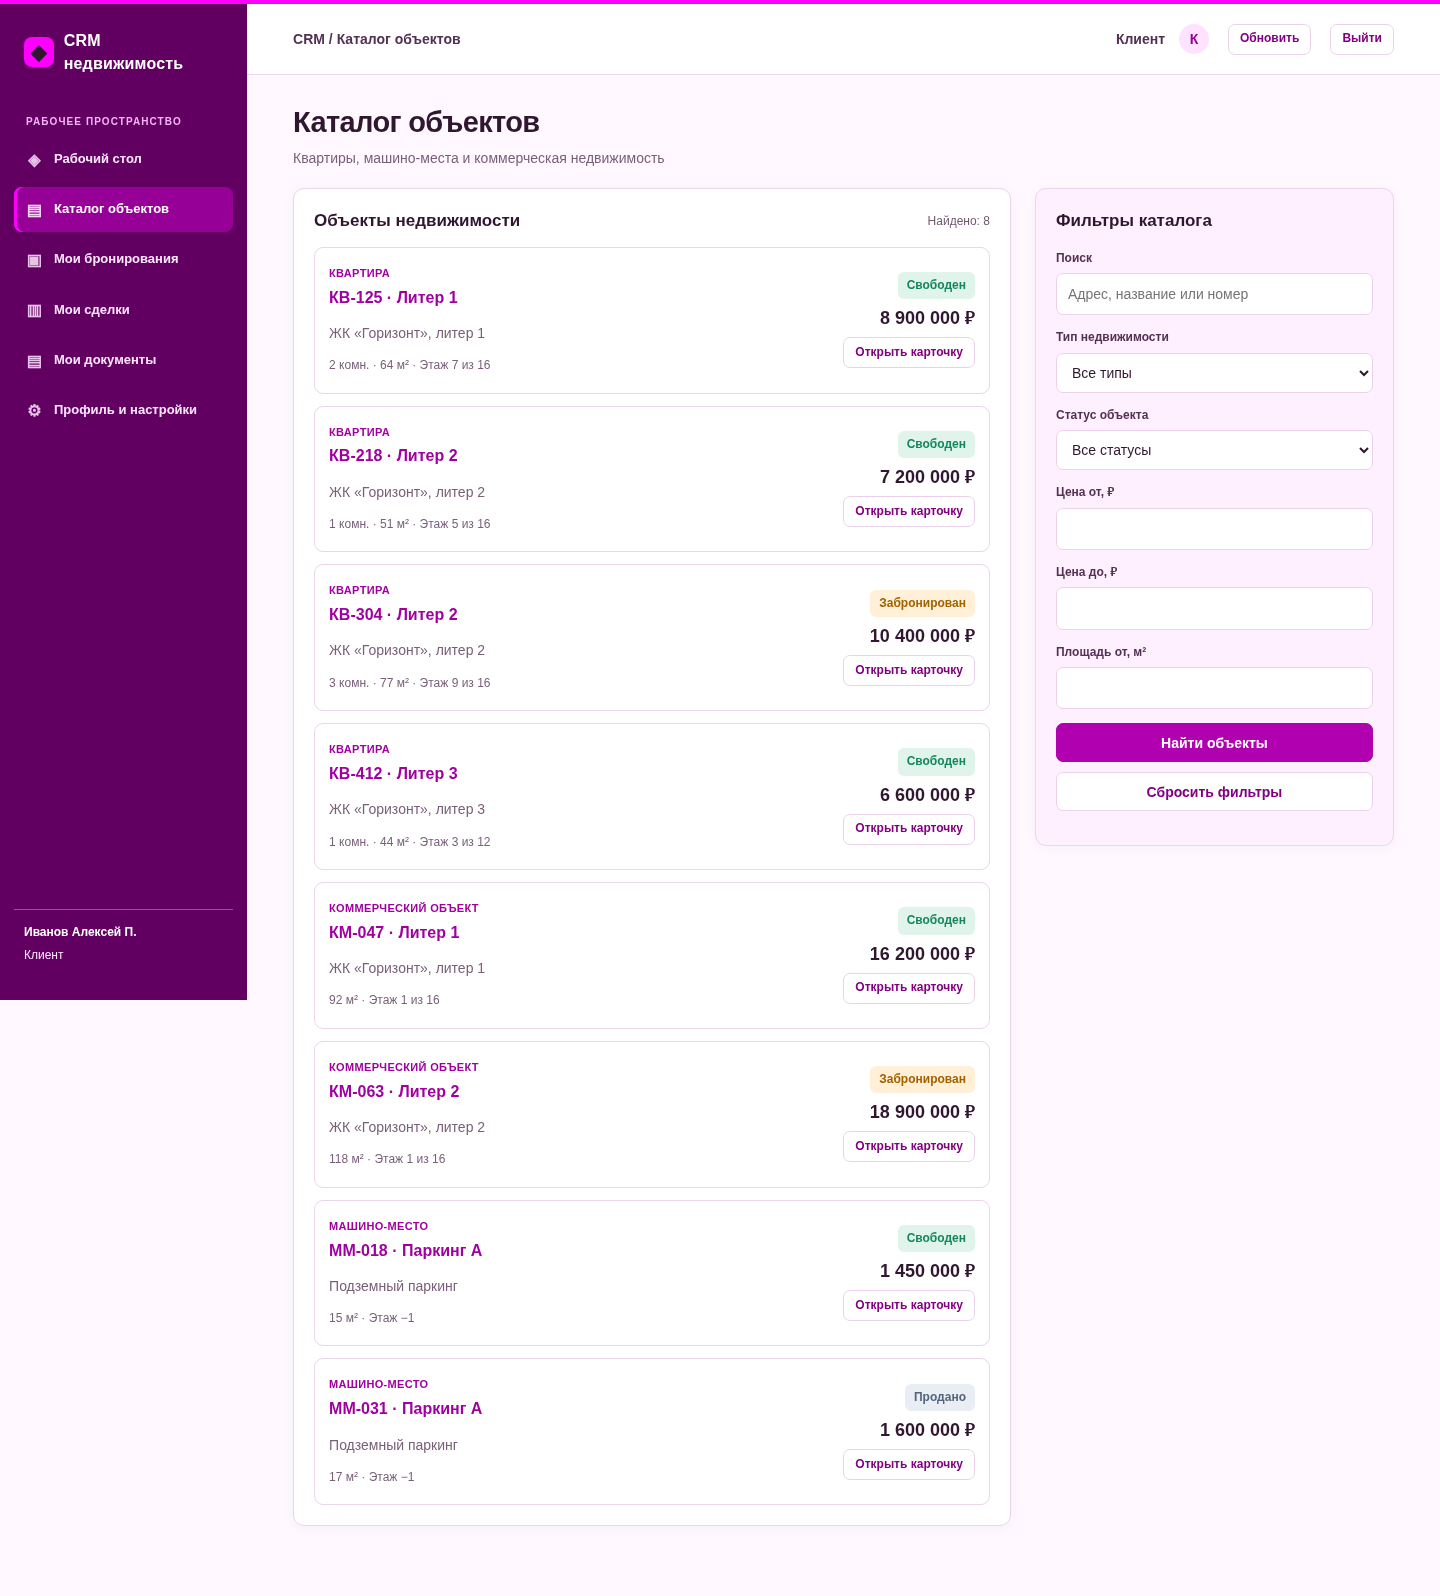 CRM
недвижимость
РАБОЧЕЕ ПРОСТРАНСТВО
Рабочий стол
Каталог объектов
Мои бронирования
Мои сделки
Мои документы
Профиль и настройки
Иванов Алексей П.
Клиент
CRM / Каталог объектов
Клиент
К
Обновить
Выйти
Каталог объектов
Квартиры, машино-места и коммерческая недвижимость
Объекты недвижимости
Найдено: 8
КВАРТИРА
КВ-125 · Литер 1
ЖК «Горизонт», литер 1
2 комн. · 64 м² · Этаж 7 из 16
Свободен
8 900 000 ₽
Открыть карточку
КВАРТИРА
КВ-218 · Литер 2
ЖК «Горизонт», литер 2
1 комн. · 51 м² · Этаж 5 из 16
Свободен
7 200 000 ₽
Открыть карточку
КВАРТИРА
КВ-304 · Литер 2
ЖК «Горизонт», литер 2
3 комн. · 77 м² · Этаж 9 из 16
Забронирован
10 400 000 ₽
Открыть карточку
КВАРТИРА
КВ-412 · Литер 3
ЖК «Горизонт», литер 3
1 комн. · 44 м² · Этаж 3 из 12
Свободен
6 600 000 ₽
Открыть карточку
КОММЕРЧЕСКИЙ ОБЪЕКТ
КМ-047 · Литер 1
ЖК «Горизонт», литер 1
92 м² · Этаж 1 из 16
Свободен
16 200 000 ₽
Открыть карточку
КОММЕРЧЕСКИЙ ОБЪЕКТ
КМ-063 · Литер 2
ЖК «Горизонт», литер 2
118 м² · Этаж 1 из 16
Забронирован
18 900 000 ₽
Открыть карточку
МАШИНО-МЕСТО
ММ-018 · Паркинг А
Подземный паркинг
15 м² · Этаж −1
Свободен
1 450 000 ₽
Открыть карточку
МАШИНО-МЕСТО
ММ-031 · Паркинг А
Подземный паркинг
17 м² · Этаж −1
Продано
1 600 000 ₽
Открыть карточку
Фильтры каталога
Поиск
Адрес, название или номер
Тип недвижимости
Все типы
Статус объекта
Все статусы
Цена от, ₽
Цена до, ₽
Площадь от, м²
Найти объекты
Сбросить фильтры